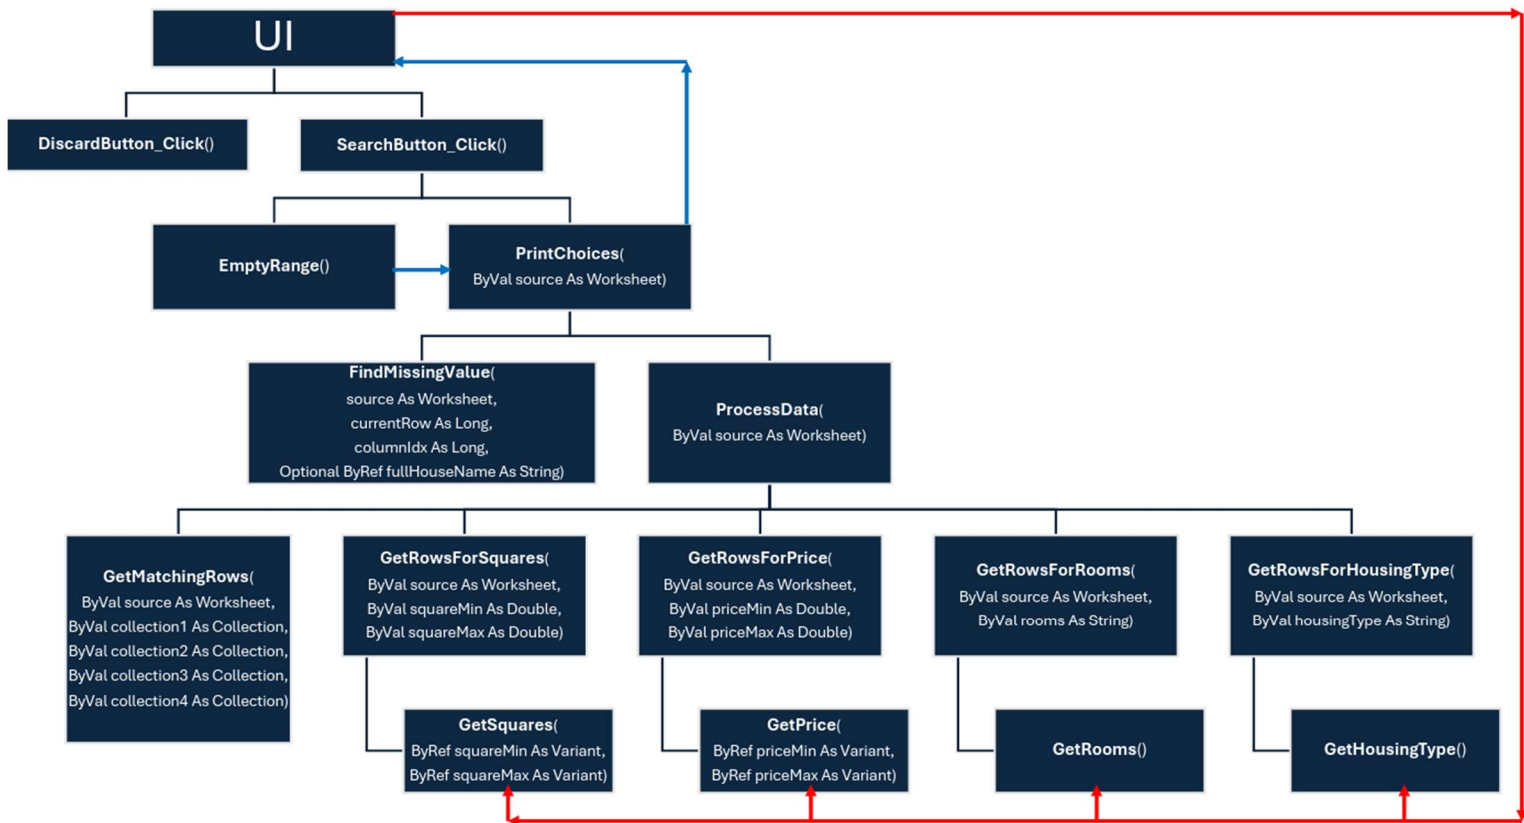 UI
DiscardButton_Click()
SearchButton_Click()
EmptyRange()
PrintChoices(
ByVal source As Worksheet)
FindMissingValue(
source As Worksheet,
currentRow As Long,
columnIdx As Long,
Optional ByRef fullHouseName As String)
ProcessData(
ByVal source As Worksheet)
GetMatchingRows(
ByVal source As Worksheet,
ByVal collection1 As Collection,
ByVal collection2 As Collection,
ByVal collection3 As Collection,
ByVal collection4 As Collection)
GetRowsForSquares(
ByVal source As Worksheet,
ByVal squareMin As Double,
ByVal squareMax As Double)
GetRowsForPrice(
ByVal source As Worksheet,
ByVal priceMin As Double,
ByVal priceMax As Double)
GetRowsForRooms(
ByVal source As Worksheet,
ByVal rooms As String)
GetRowsForHousingType(
ByVal source As Worksheet,
ByVal housingType As String)
GetSquares(
ByRef squareMin As Variant,
ByRef squareMax As Variant)
GetPrice(
ByRef priceMin As Variant,
ByRef priceMax As Variant)
GetRooms()
GetHousingType()